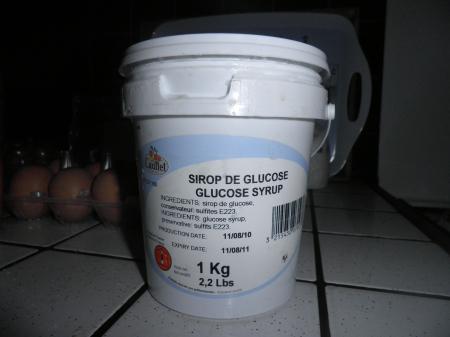 SIROP DE GLUCOSE
GLUCOSE SYRUP
INGREDIENTS: sirop de glucose,
conservateur: sulfites E223.
INGREDIENTS: glucose syrup,
preservative: sulfits E223.
PRODUCTION DATE: 11/08/10
EXPIRY DATE: 11/08/11
1 Kg
2,2 Lbs